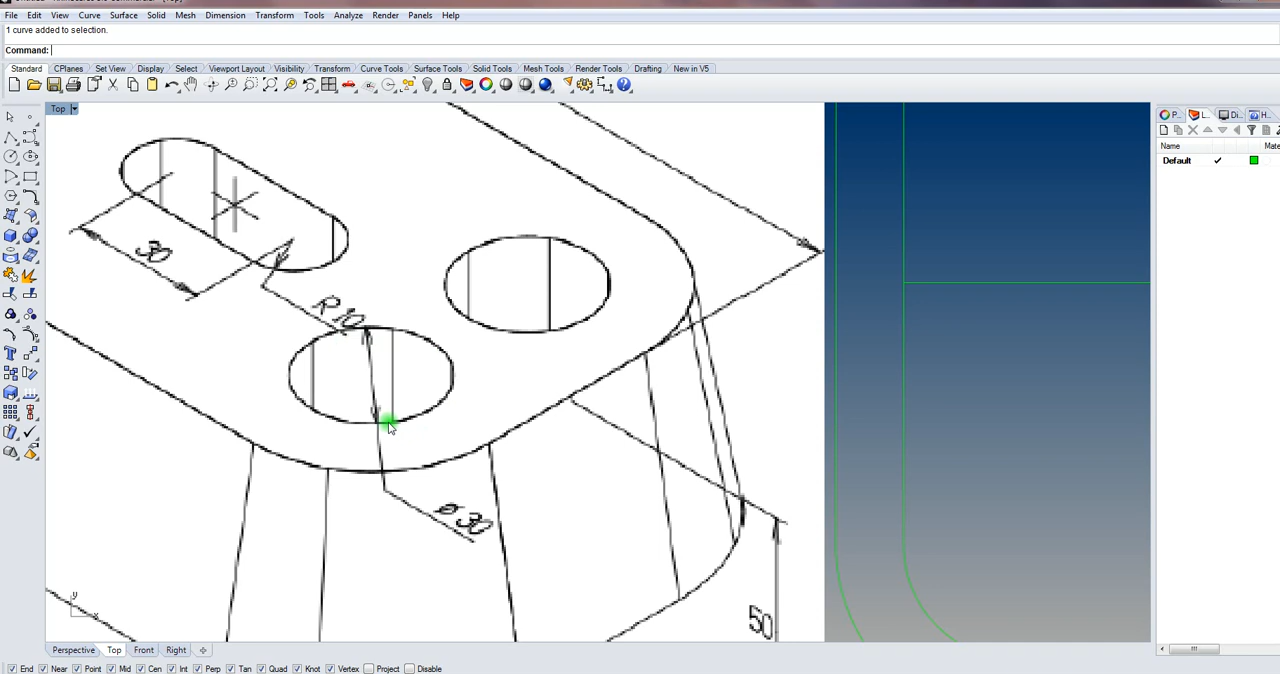 1 curve added to selection.
Command:
File Edit View Curve Surface Solid Mesh Dimension Transform Tools Analyze Render Panels Help
Standard CPlanes Set View Display Select Viewport Layout Visibility Transform Curve Tools Surface Tools Solid Tools Mesh Tools Render Tools Drafting New in V5
Top
P... L... Di... H...
Name Mate
Default
30
R10
ø30
50
y
x
Perspective Top Front Right
End Near Point Mid Cen Int Perp Tan Quad Knot Vertex Project Disable